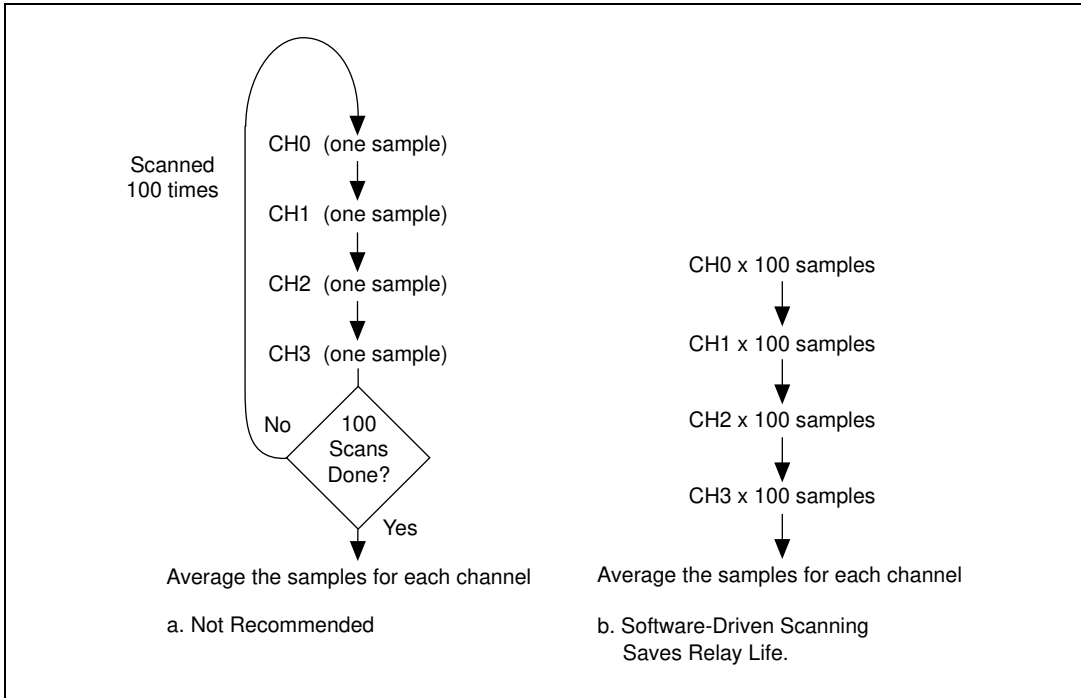 Scanned
100 times
CH0 (one sample)
CH1 (one sample)
CH2 (one sample)
CH3 (one sample)
No
100
Scans
Done?
Yes
Average the samples for each channel
a. Not Recommended
CH0 x 100 samples
CH1 x 100 samples
CH2 x 100 samples
CH3 x 100 samples
Average the samples for each channel
b. Software-Driven Scanning
Saves Relay Life.